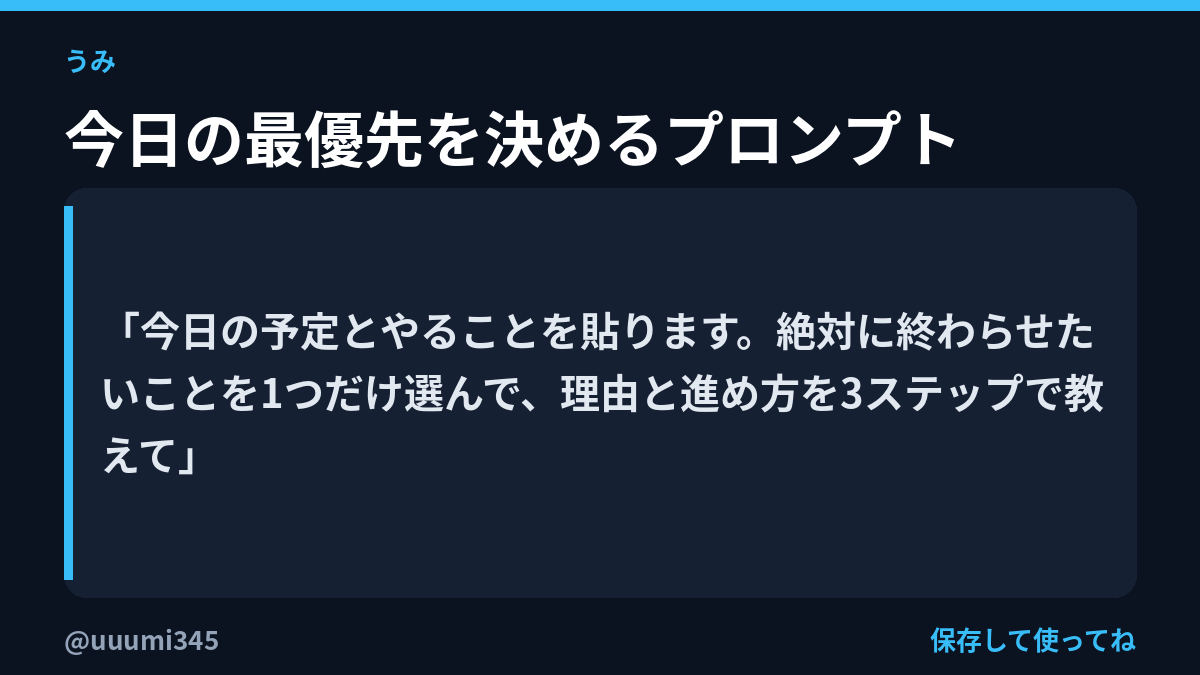 うみ
今日の最優先を決めるプロンプト
「今日の予定とやることを貼ります。絶対に終わらせた
いことを1つだけ選んで、理由と進め方を3ステップで教
えて」
@uuumi345
保存して使ってね